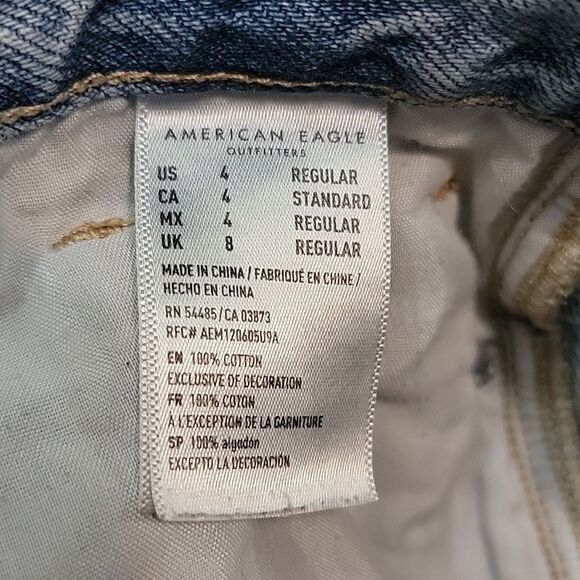 AMERICAN EAGLE
OUTFITTERS
US 4 REGULAR
CA 4 STANDARD
MX 4 REGULAR
UK 8 REGULAR
MADE IN CHINA / FABRIQUÉ EN CHINE /
HECHO EN CHINA
RN 54485/CA 03873
RFC# AEM120605U9A
EN 100% COTTON
EXCLUSIVE OF DECORATION
FR 100% COTON
A L'EXCEPTION DE LA GARNITURE
SP 100% algodón
EXCEPTO LA DECORACIÓN